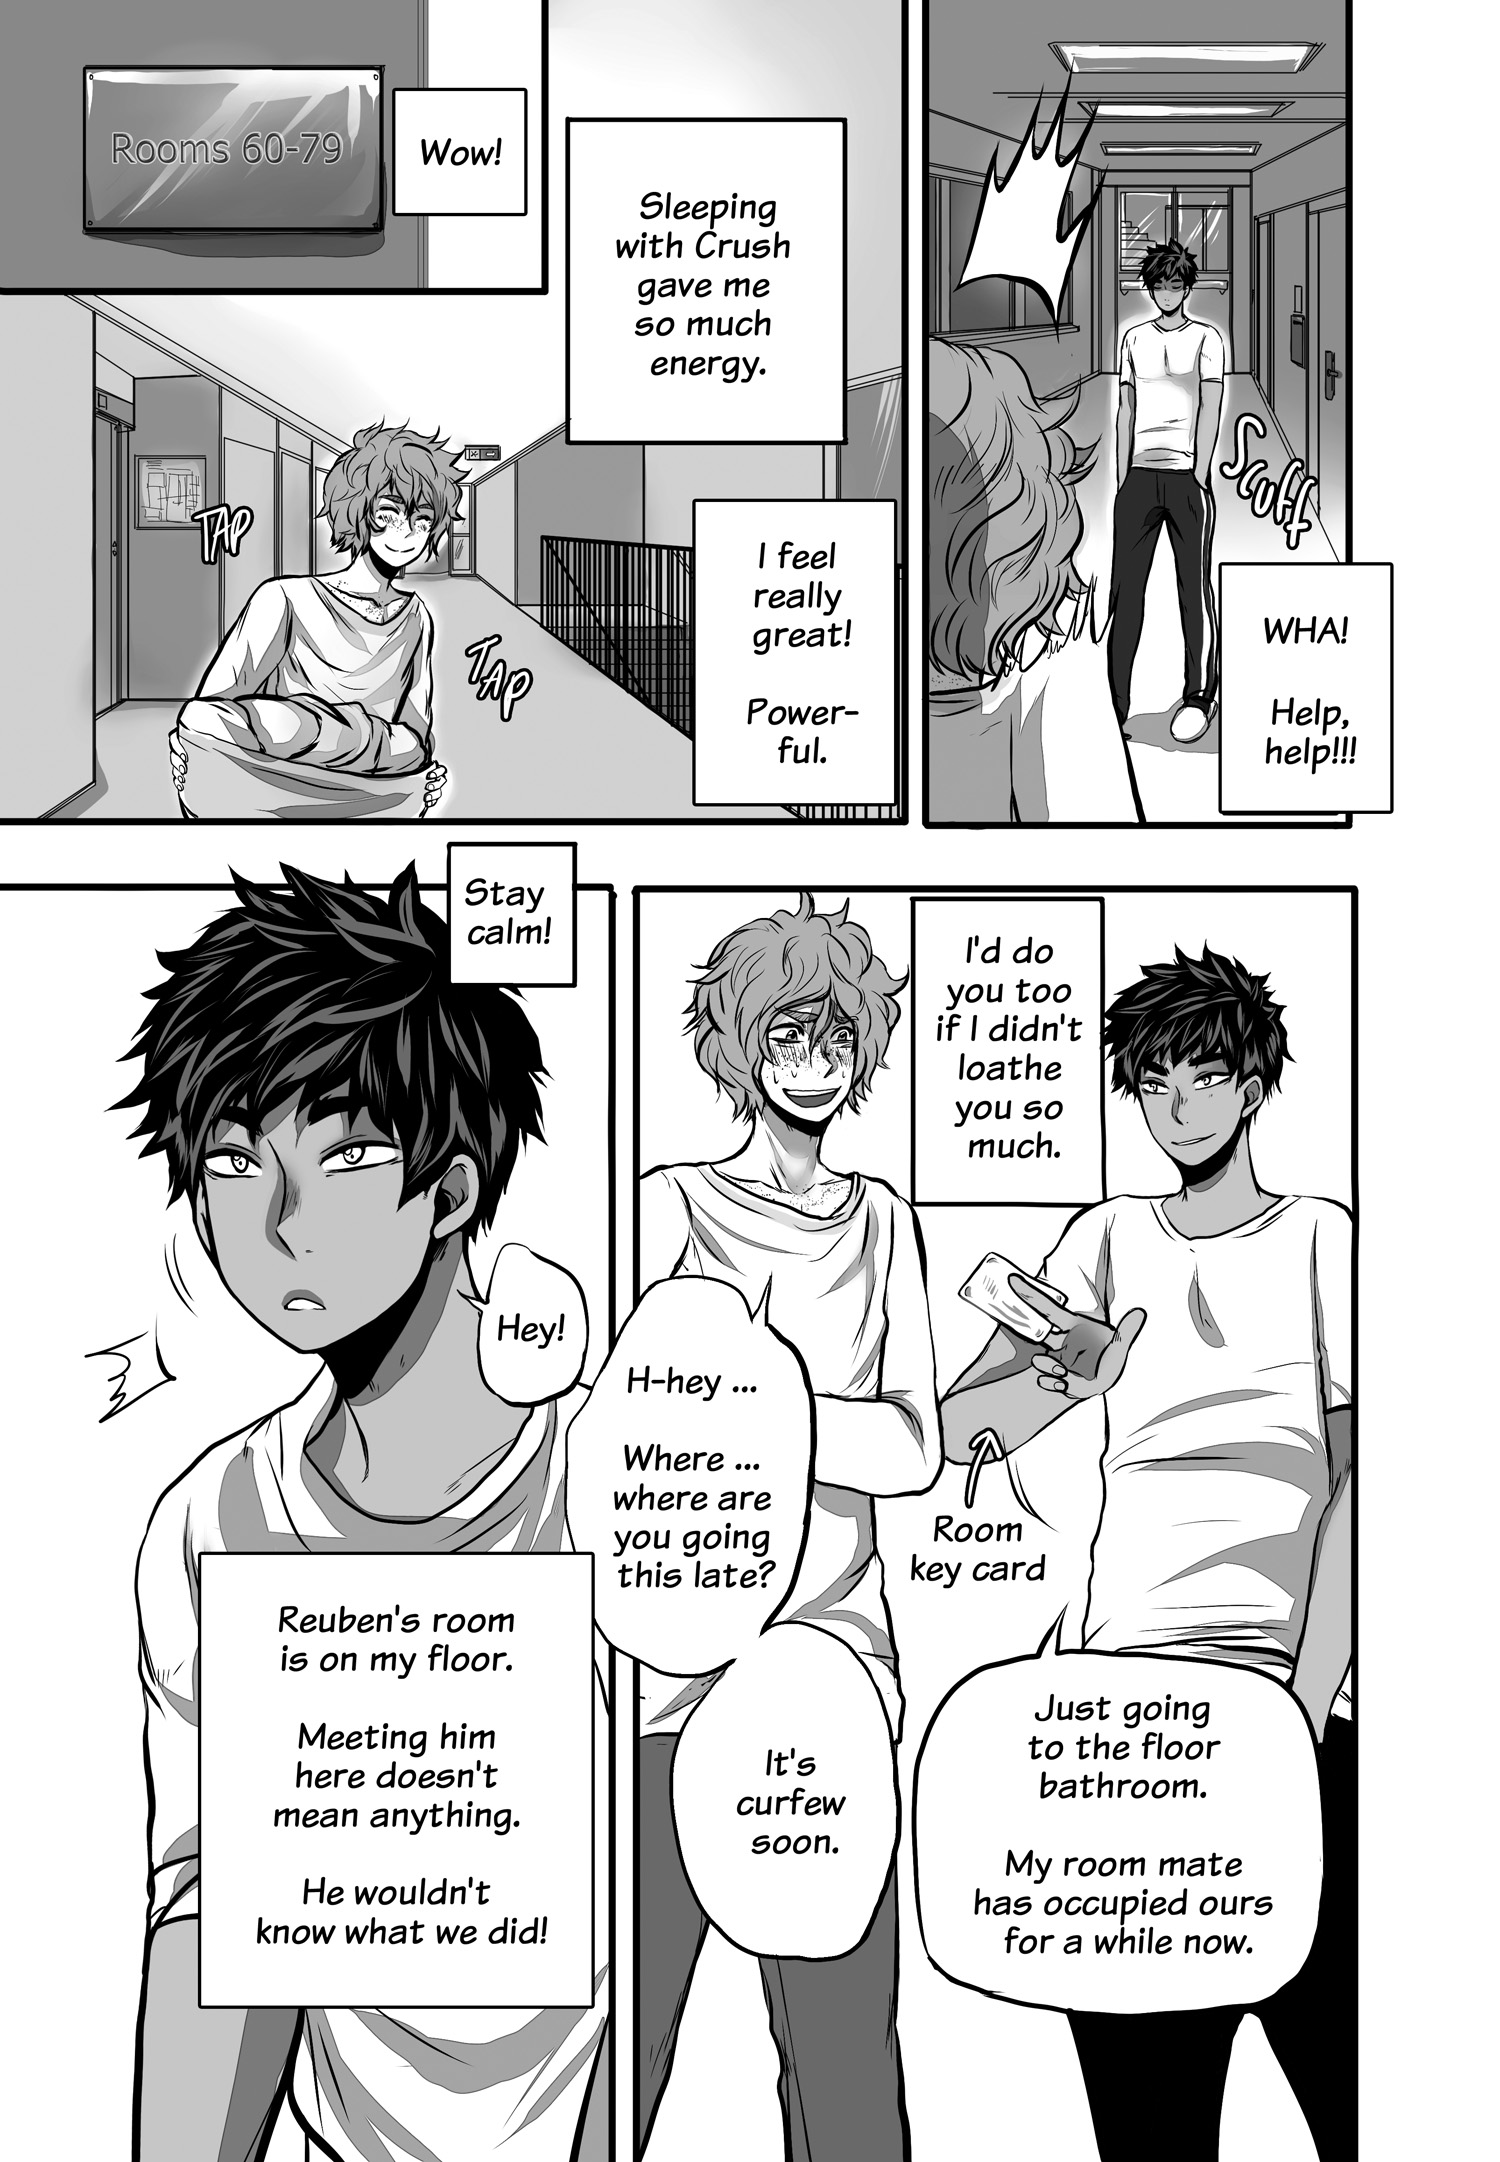 Rooms 60-79
Wow!
Sleeping
with Crush
gave me
so much
energy.
TAP
TAP
I feel
really
great!
Power-
ful.
Scuff
WHA!
Help,
help!!!
Stay
calm!
Hey!
Reuben's room
is on my floor.
Meeting him
here doesn't
mean anything.
He wouldn't
know what we did!
I'd do
you too
if I didn't
loathe
you so
much.
H-hey ...
Where ...
where are
you going
this late?
It's
curfew
soon.
Room
key card
Just going
to the floor
bathroom.
My room mate
has occupied ours
for a while now.